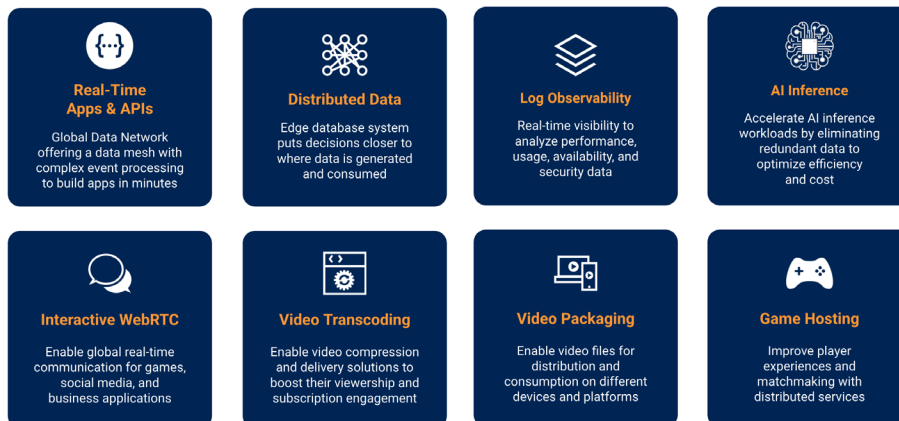 {...}
Real-Time
Apps & APIs
Global Data Network
offering a data mesh with
complex event processing
to build apps in minutes
Distributed Data
Edge database system
puts decisions closer to
where data is generated
and consumed
Log Observability
Real-time visibility to
analyze performance,
usage, availability, and
security data
AI Inference
Accelerate AI inference
workloads by eliminating
redundant data to
optimize efficiency
and cost
Interactive WebRTC
Enable global real-time
communication for games,
social media, and
business applications
Video Transcoding
Enable video compression
and delivery solutions to
boost their viewership and
subscription engagement
Video Packaging
Enable video files for
distribution and
consumption on different
devices and platforms
Game Hosting
Improve player
experiences and
matchmaking with
distributed services